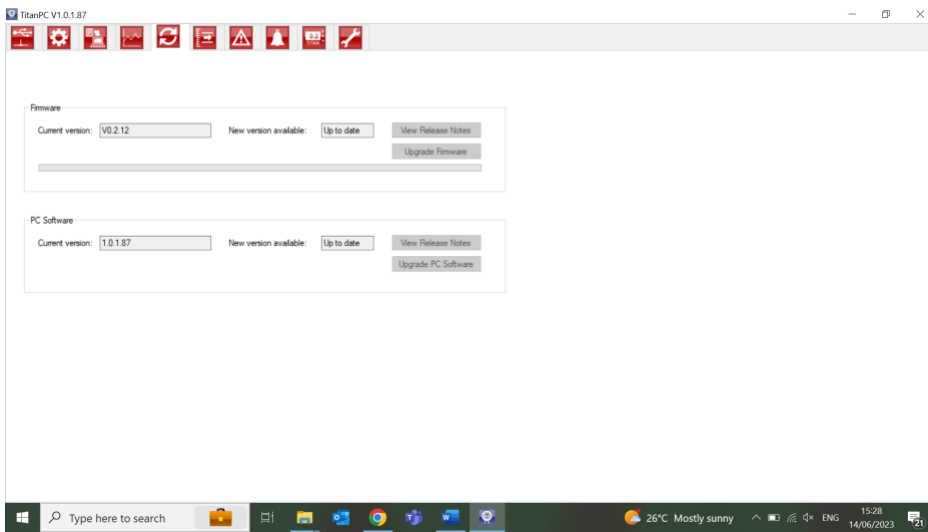 TitanPC V1.0.1.87
TITAN
Firmware
Current version: V0.2.12 New version available: Up to date View Release Notes
Upgrade Firmware
PC Software
Current version: 1.0.1.87 New version available: Up to date View Release Notes
Upgrade PC Software
Type here to search 26°C Mostly sunny ENG 15:28
14/06/2023 21